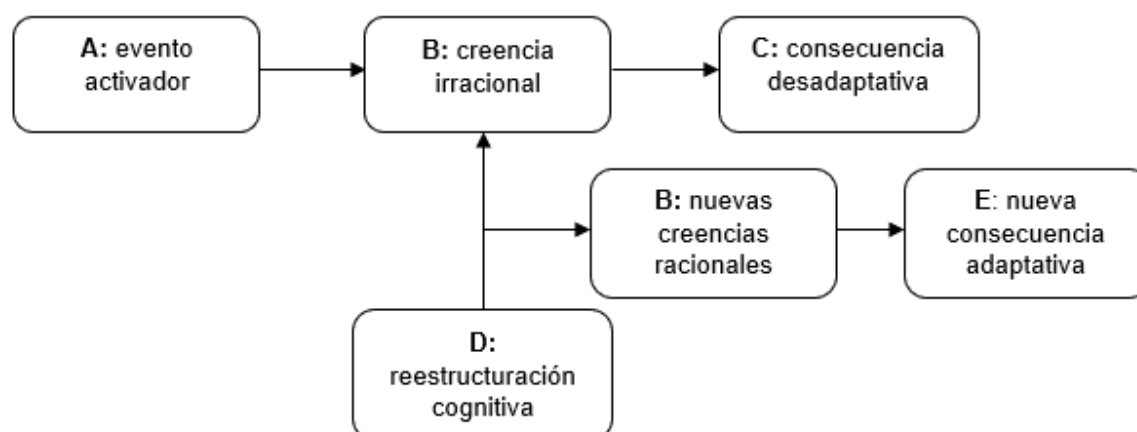 A: evento
activador
B: creencia
irracional
C: consecuencia
desadaptativa
B: nuevas
creencias
racionales
E: nueva
consecuencia
adaptativa
D:
reestructuración
cognitiva